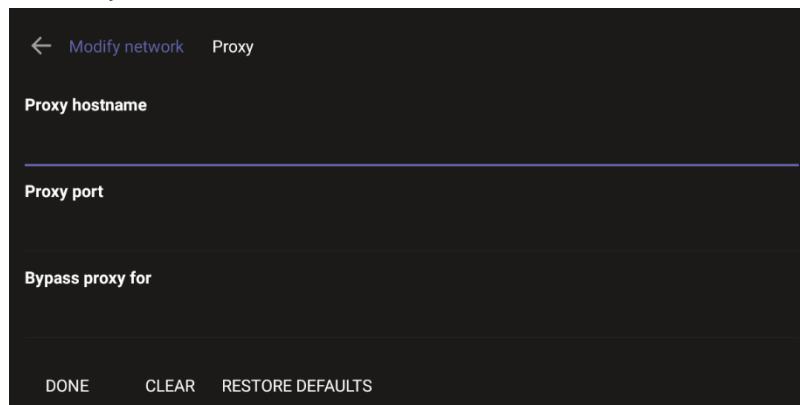 Modify network Proxy
Proxy hostname
Proxy port
Bypass proxy for
DONE CLEAR RESTORE DEFAULTS